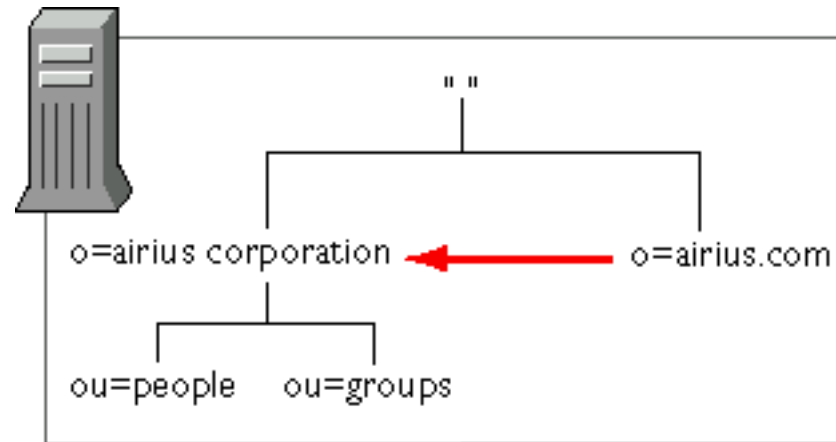 " "
o=airius corporation
o=airius.com
ou=people
ou=groups